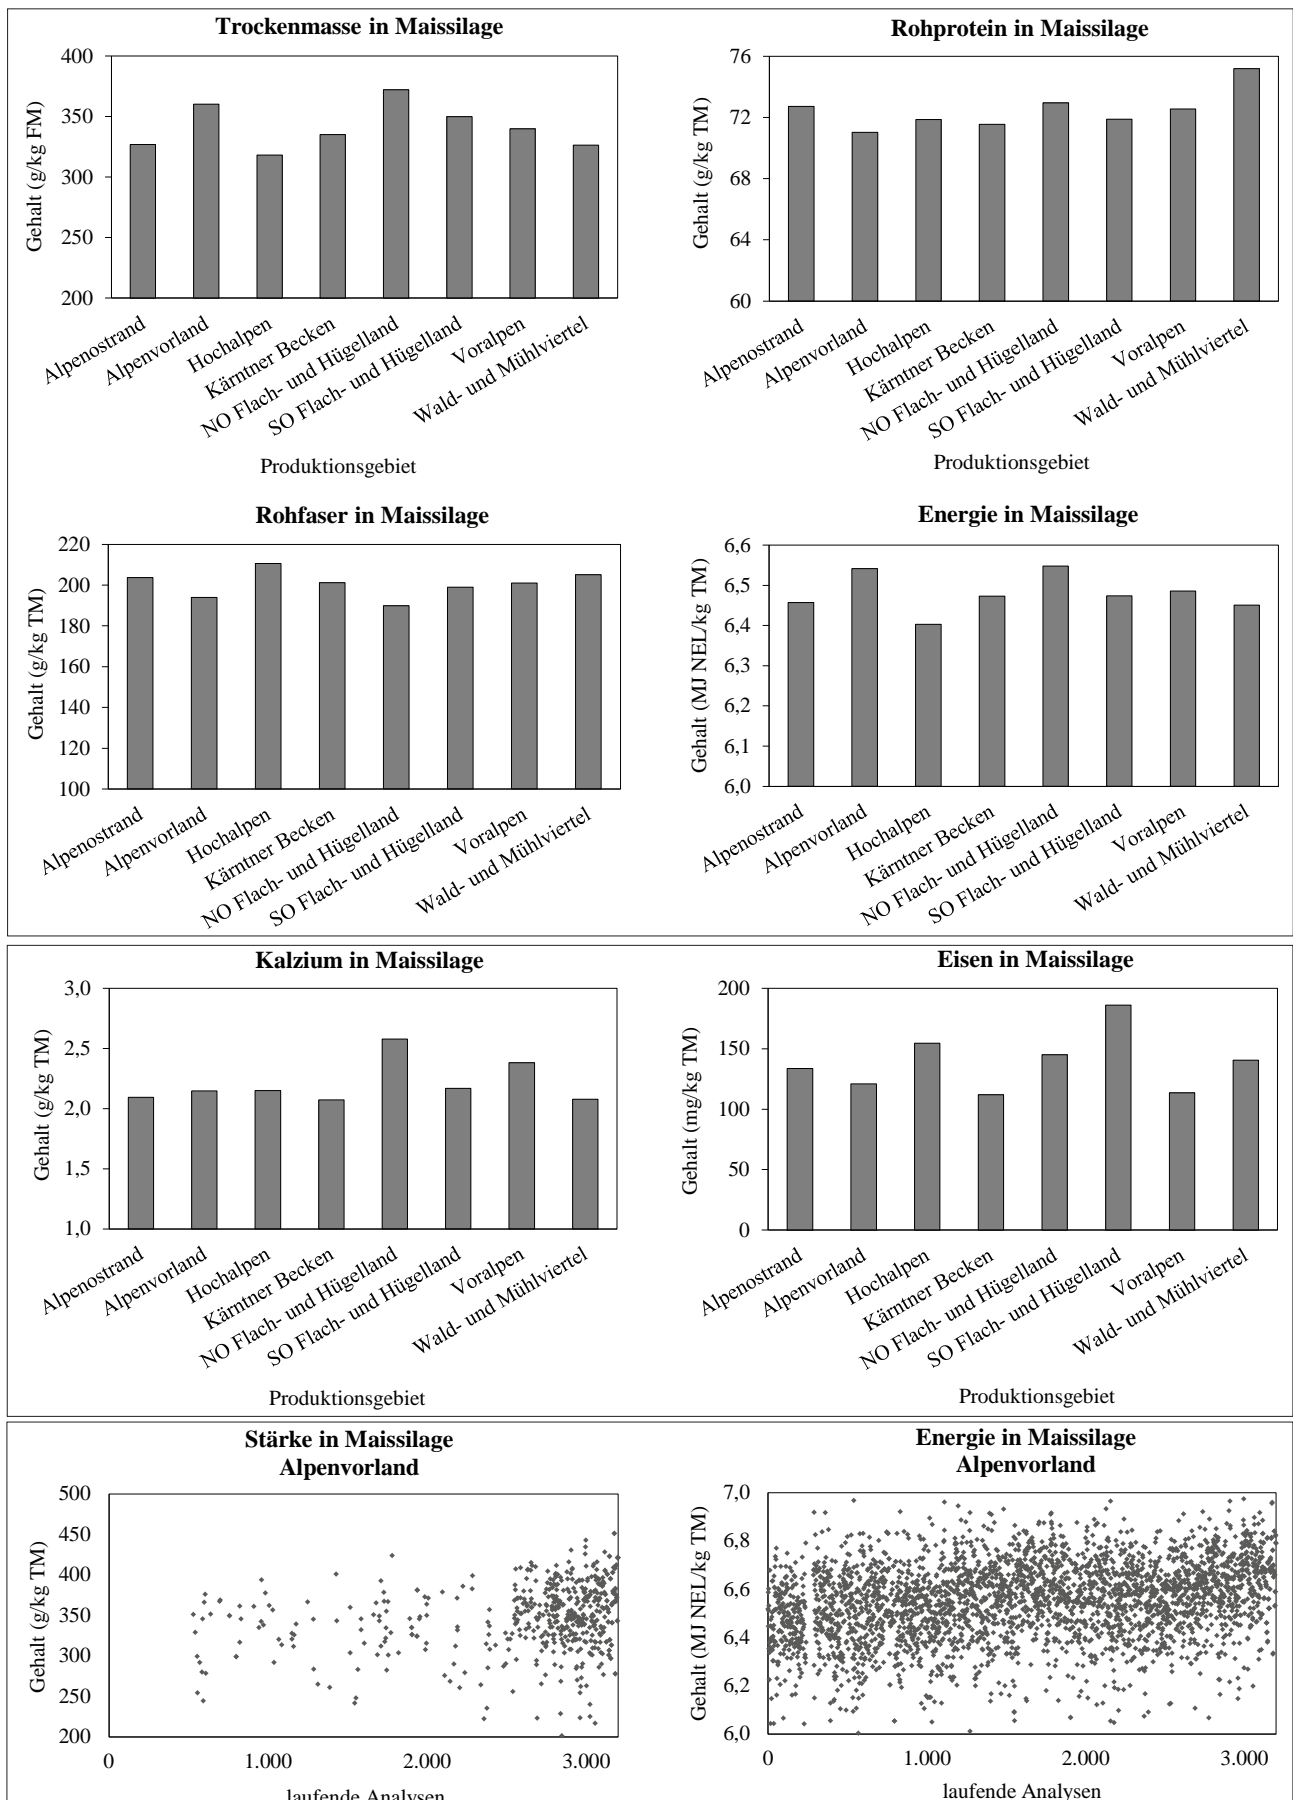 Trockenmasse in Maissilage
Gehalt (g/kg FM)
400
350
300
250
200
Alpenostrand
Alpenvorland
Hochalpen
Kärntner Becken
NO Flach- und Hügelland
SO Flach- und Hügelland
Voralpen
Wald- und Mühlviertel
Produktionsgebiet
Rohprotein in Maissilage
Gehalt (g/kg TM)
76
72
68
64
60
Alpenostrand
Alpenvorland
Hochalpen
Kärntner Becken
NO Flach- und Hügelland
SO Flach- und Hügelland
Voralpen
Wald- und Mühlviertel
Produktionsgebiet
Rohfaser in Maissilage
Gehalt (g/kg TM)
220
200
180
160
140
120
100
Alpenostrand
Alpenvorland
Hochalpen
Kärntner Becken
NO Flach- und Hügelland
SO Flach- und Hügelland
Voralpen
Wald- und Mühlviertel
Energie in Maissilage
Gehalt (MJ NEL/kg TM)
6,6
6,5
6,4
6,3
6,2
6,1
6,0
Alpenostrand
Alpenvorland
Hochalpen
Kärntner Becken
NO Flach- und Hügelland
SO Flach- und Hügelland
Voralpen
Wald- und Mühlviertel
Kalzium in Maissilage
Gehalt (g/kg TM)
3,0
2,5
2,0
1,5
1,0
Alpenostrand
Alpenvorland
Hochalpen
Kärntner Becken
NO Flach- und Hügelland
SO Flach- und Hügelland
Voralpen
Wald- und Mühlviertel
Produktionsgebiet
Eisen in Maissilage
Gehalt (mg/kg TM)
200
150
100
50
0
Alpenostrand
Alpenvorland
Hochalpen
Kärntner Becken
NO Flach- und Hügelland
SO Flach- und Hügelland
Voralpen
Wald- und Mühlviertel
Produktionsgebiet
Stärke in Maissilage
Alpenvorland
Gehalt (g/kg TM)
500
450
400
350
300
250
200
0
1.000
2.000
3.000
laufende Analysen
Energie in Maissilage
Alpenvorland
Gehalt (MJ NEL/kg TM)
7,0
6,8
6,6
6,4
6,2
6,0
0
1.000
2.000
3.000
laufende Analysen